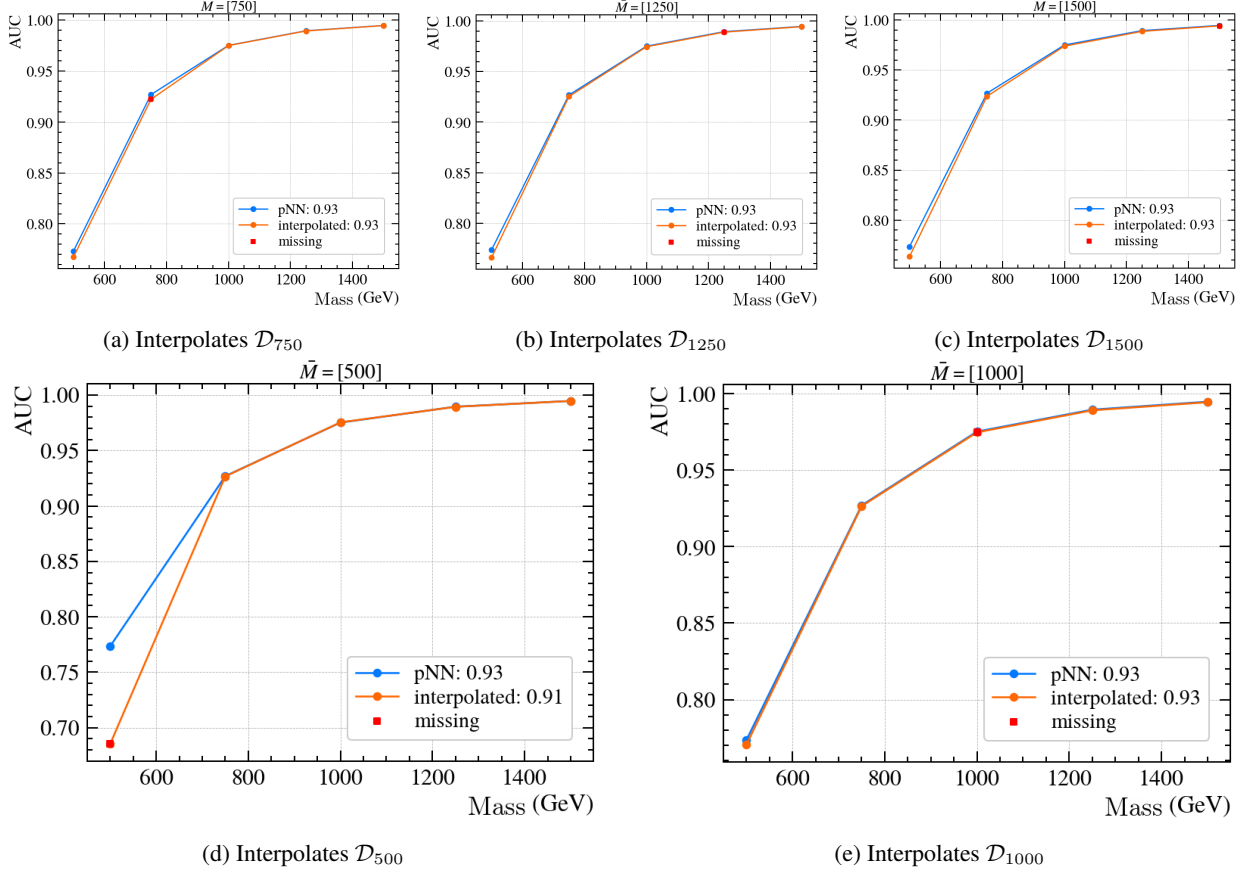 M = [750]
AUC
1.00
0.95
0.90
0.85
0.80
pNN: 0.93
interpolated: 0.93
missing
600 800 1000 1200 1400
Mass (GeV)
(a) Interpolates 𝒟₇₅₀
M̄ = [1250]
AUC
1.00
0.95
0.90
0.85
0.80
pNN: 0.93
interpolated: 0.93
missing
600 800 1000 1200 1400
Mass (GeV)
(b) Interpolates 𝒟₁₂₅₀
M̄ = [1500]
AUC
1.00
0.95
0.90
0.85
0.80
pNN: 0.93
interpolated: 0.93
missing
600 800 1000 1200 1400
Mass (GeV)
(c) Interpolates 𝒟₁₅₀₀
M̄ = [500]
AUC
1.00
0.95
0.90
0.85
0.80
0.75
0.70
pNN: 0.93
interpolated: 0.91
missing
600 800 1000 1200 1400
Mass (GeV)
(d) Interpolates 𝒟₅₀₀
M̄ = [1000]
AUC
1.00
0.95
0.90
0.85
0.80
pNN: 0.93
interpolated: 0.93
missing
600 800 1000 1200 1400
Mass (GeV)
(e) Interpolates 𝒟₁₀₀₀